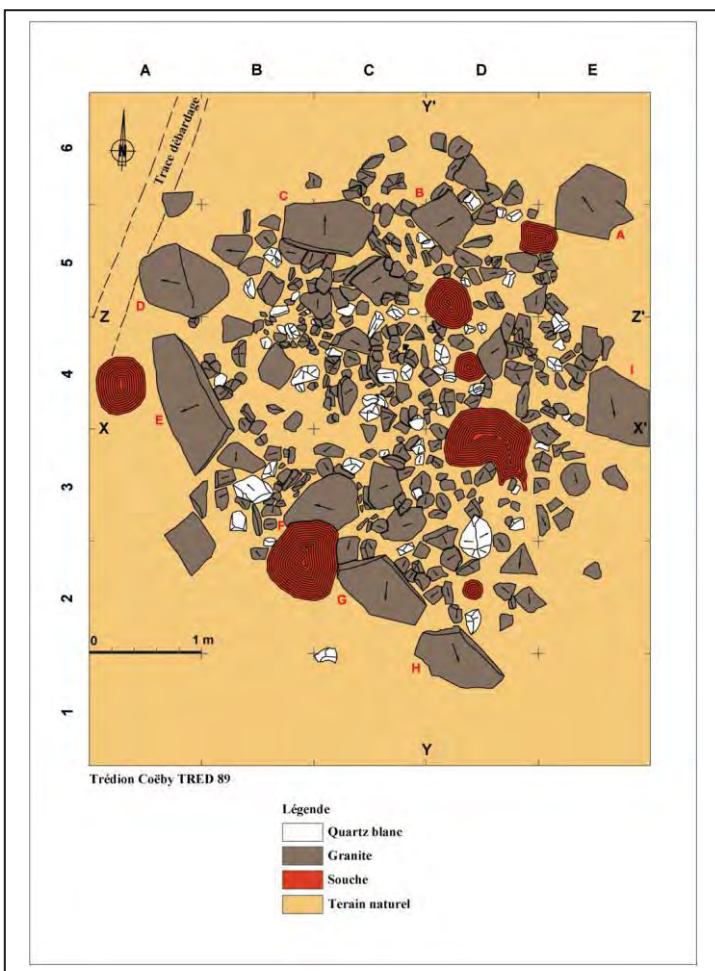 A B C D E
Y'
6
N
Trace débardage
C
B
A
5
D
Z
Z'
4
I
E
X
X'
3
F
2
G
0 1 m
H
1
Y
Trédion Coëby TRED 89
Légende
Quartz blanc
Granite
Souche
Terrain naturel